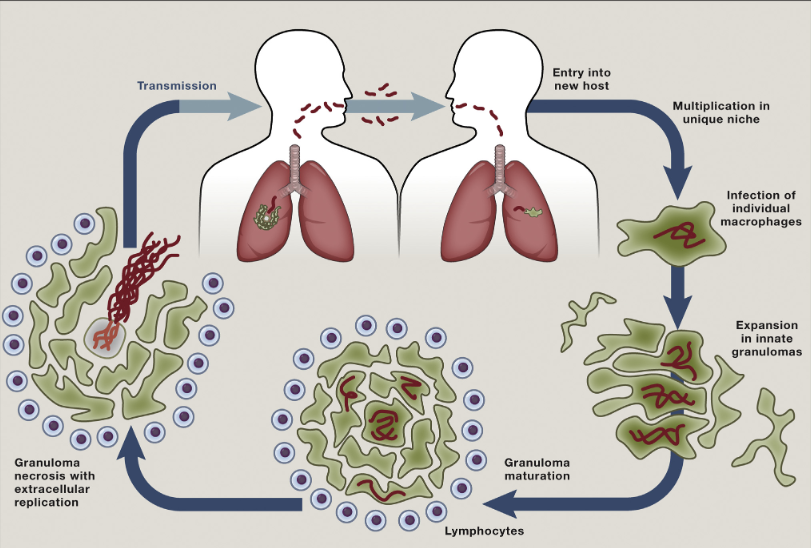 Transmission
Entry into
new host
Multiplication in
unique niche
Infection of
individual
macrophages
Expansion
in innate
granulomas
Granuloma
maturation
Lymphocytes
Granuloma
necrosis with
extracellular
replication